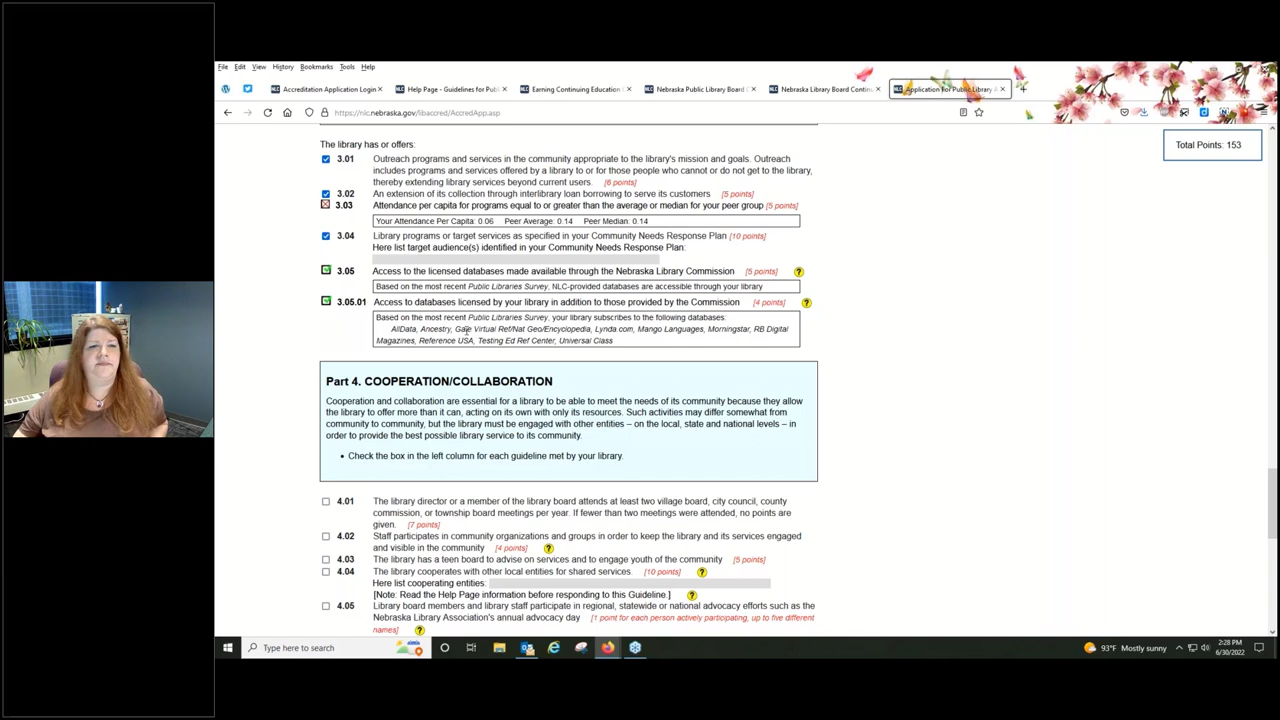 File Edit View History Bookmarks Tools Help
Accreditation Application Login
Help Page - Guidelines for Publ
Earning Continuing Education
Nebraska Public Library Board C
Nebraska Library Board Contin
Application For Public Library A
https://nlc.nebraska.gov/libaccred/AccredApp.asp
Total Points: 153
The library has or offers:
3.01 Outreach programs and services in the community appropriate to the library's mission and goals. Outreach
includes programs and services offered by a library to or for those people who cannot or do not get to the library,
thereby extending library services beyond current users. [6 points]
3.02 An extension of its collection through interlibrary loan borrowing to serve its customers [5 points]
3.03 Attendance per capita for programs equal to or greater than the average or median for your peer group [5 points]
Your Attendance Per Capita: 0.06 Peer Average: 0.14 Peer Median: 0.14
3.04 Library programs or target services as specified in your Community Needs Response Plan [10 points]
Here list target audience(s) identified in your Community Needs Response Plan:
3.05 Access to the licensed databases made available through the Nebraska Library Commission [5 points] ?
Based on the most recent Public Libraries Survey, NLC-provided databases are accessible through your library
3.05.01 Access to databases licensed by your library in addition to those provided by the Commission [4 points] ?
Based on the most recent Public Libraries Survey, your library subscribes to the following databases:
AllData, Ancestry, Gale Virtual Ref/Nat Geo/Encyclopedia, Lynda.com, Mango Languages, Morningstar, RB Digital
Magazines, Reference USA, Testing Ed Ref Center, Universal Class
Part 4. COOPERATION/COLLABORATION
Cooperation and collaboration are essential for a library to be able to meet the needs of its community because they allow
the library to offer more than it can, acting on its own with only its resources. Such activities may differ somewhat from
community to community, but the library must be engaged with other entities – on the local, state and national levels – in
order to provide the best possible library service to its community.
• Check the box in the left column for each guideline met by your library.
4.01 The library director or a member of the library board attends at least two village board, city council, county
commission, or township board meetings per year. If fewer than two meetings were attended, no points are
given. [7 points]
4.02 Staff participates in community organizations and groups in order to keep the library and its services engaged
and visible in the community [4 points] ?
4.03 The library has a teen board to advise on services and to engage youth of the community [5 points]
4.04 The library cooperates with other local entities for shared services. [10 points] ?
Here list cooperating entities:
[Note: Read the Help Page information before responding to this Guideline.] ?
4.05 Library board members and library staff participate in regional, statewide or national advocacy efforts such as the
Nebraska Library Association's annual advocacy day [1 point for each person actively participating, up to five different
names] ?
Type here to search
93°F Mostly sunny
2:28 PM
6/30/2022